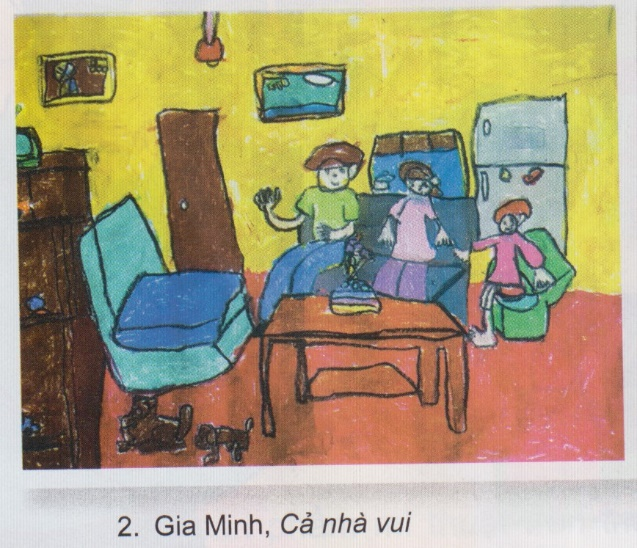 2. Gia Minh, Cả nhà vui